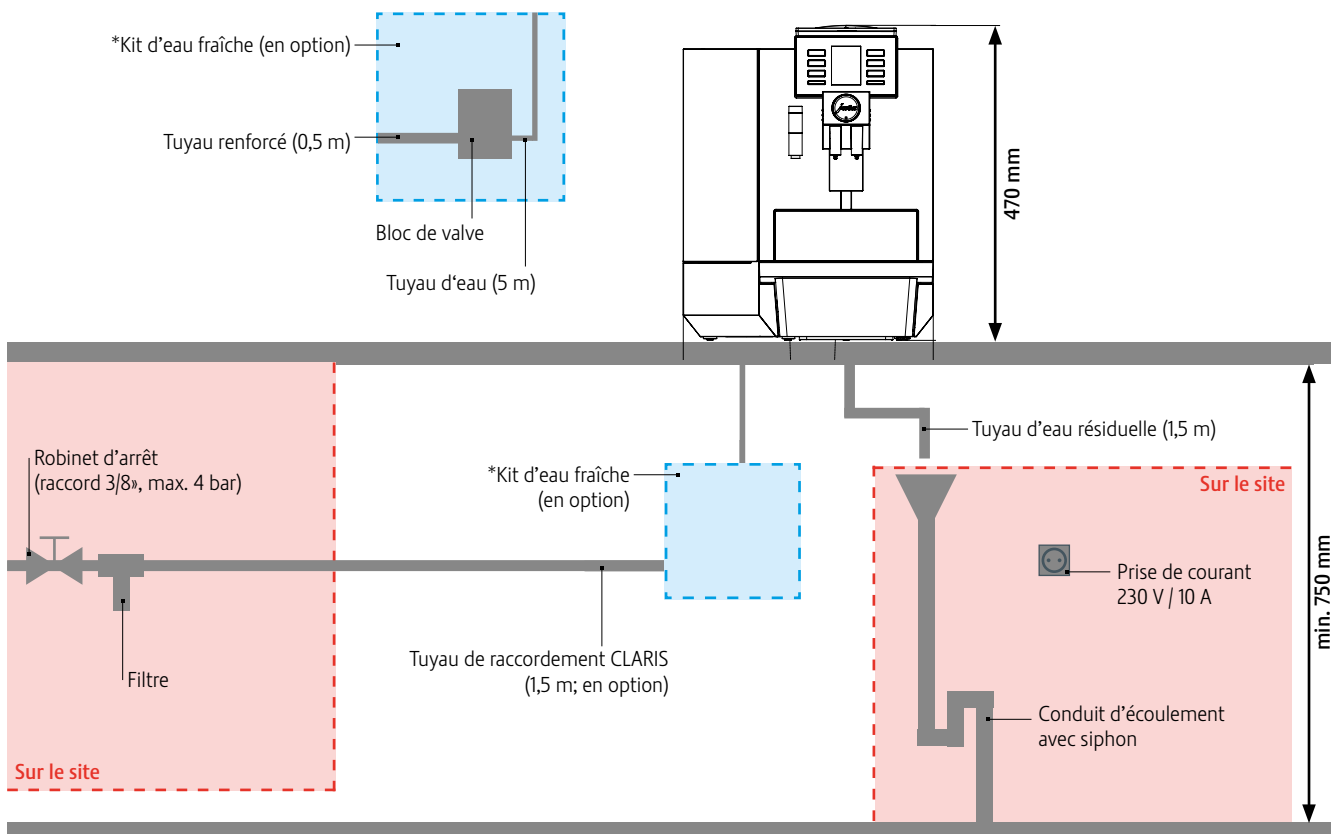 *Kit d’eau fraîche (en option)
Tuyau renforcé (0,5 m)
Bloc de valve
Tuyau d‘eau (5 m)
jura
470 mm
Robinet d’arrêt
(raccord 3/8», max. 4 bar)
Filtre
Sur le site
*Kit d’eau fraîche
(en option)
Tuyau de raccordement CLARIS
(1,5 m; en option)
Tuyau d’eau résiduelle (1,5 m)
Sur le site
Prise de courant
230 V / 10 A
Conduit d’écoulement
avec siphon
min. 750 mm